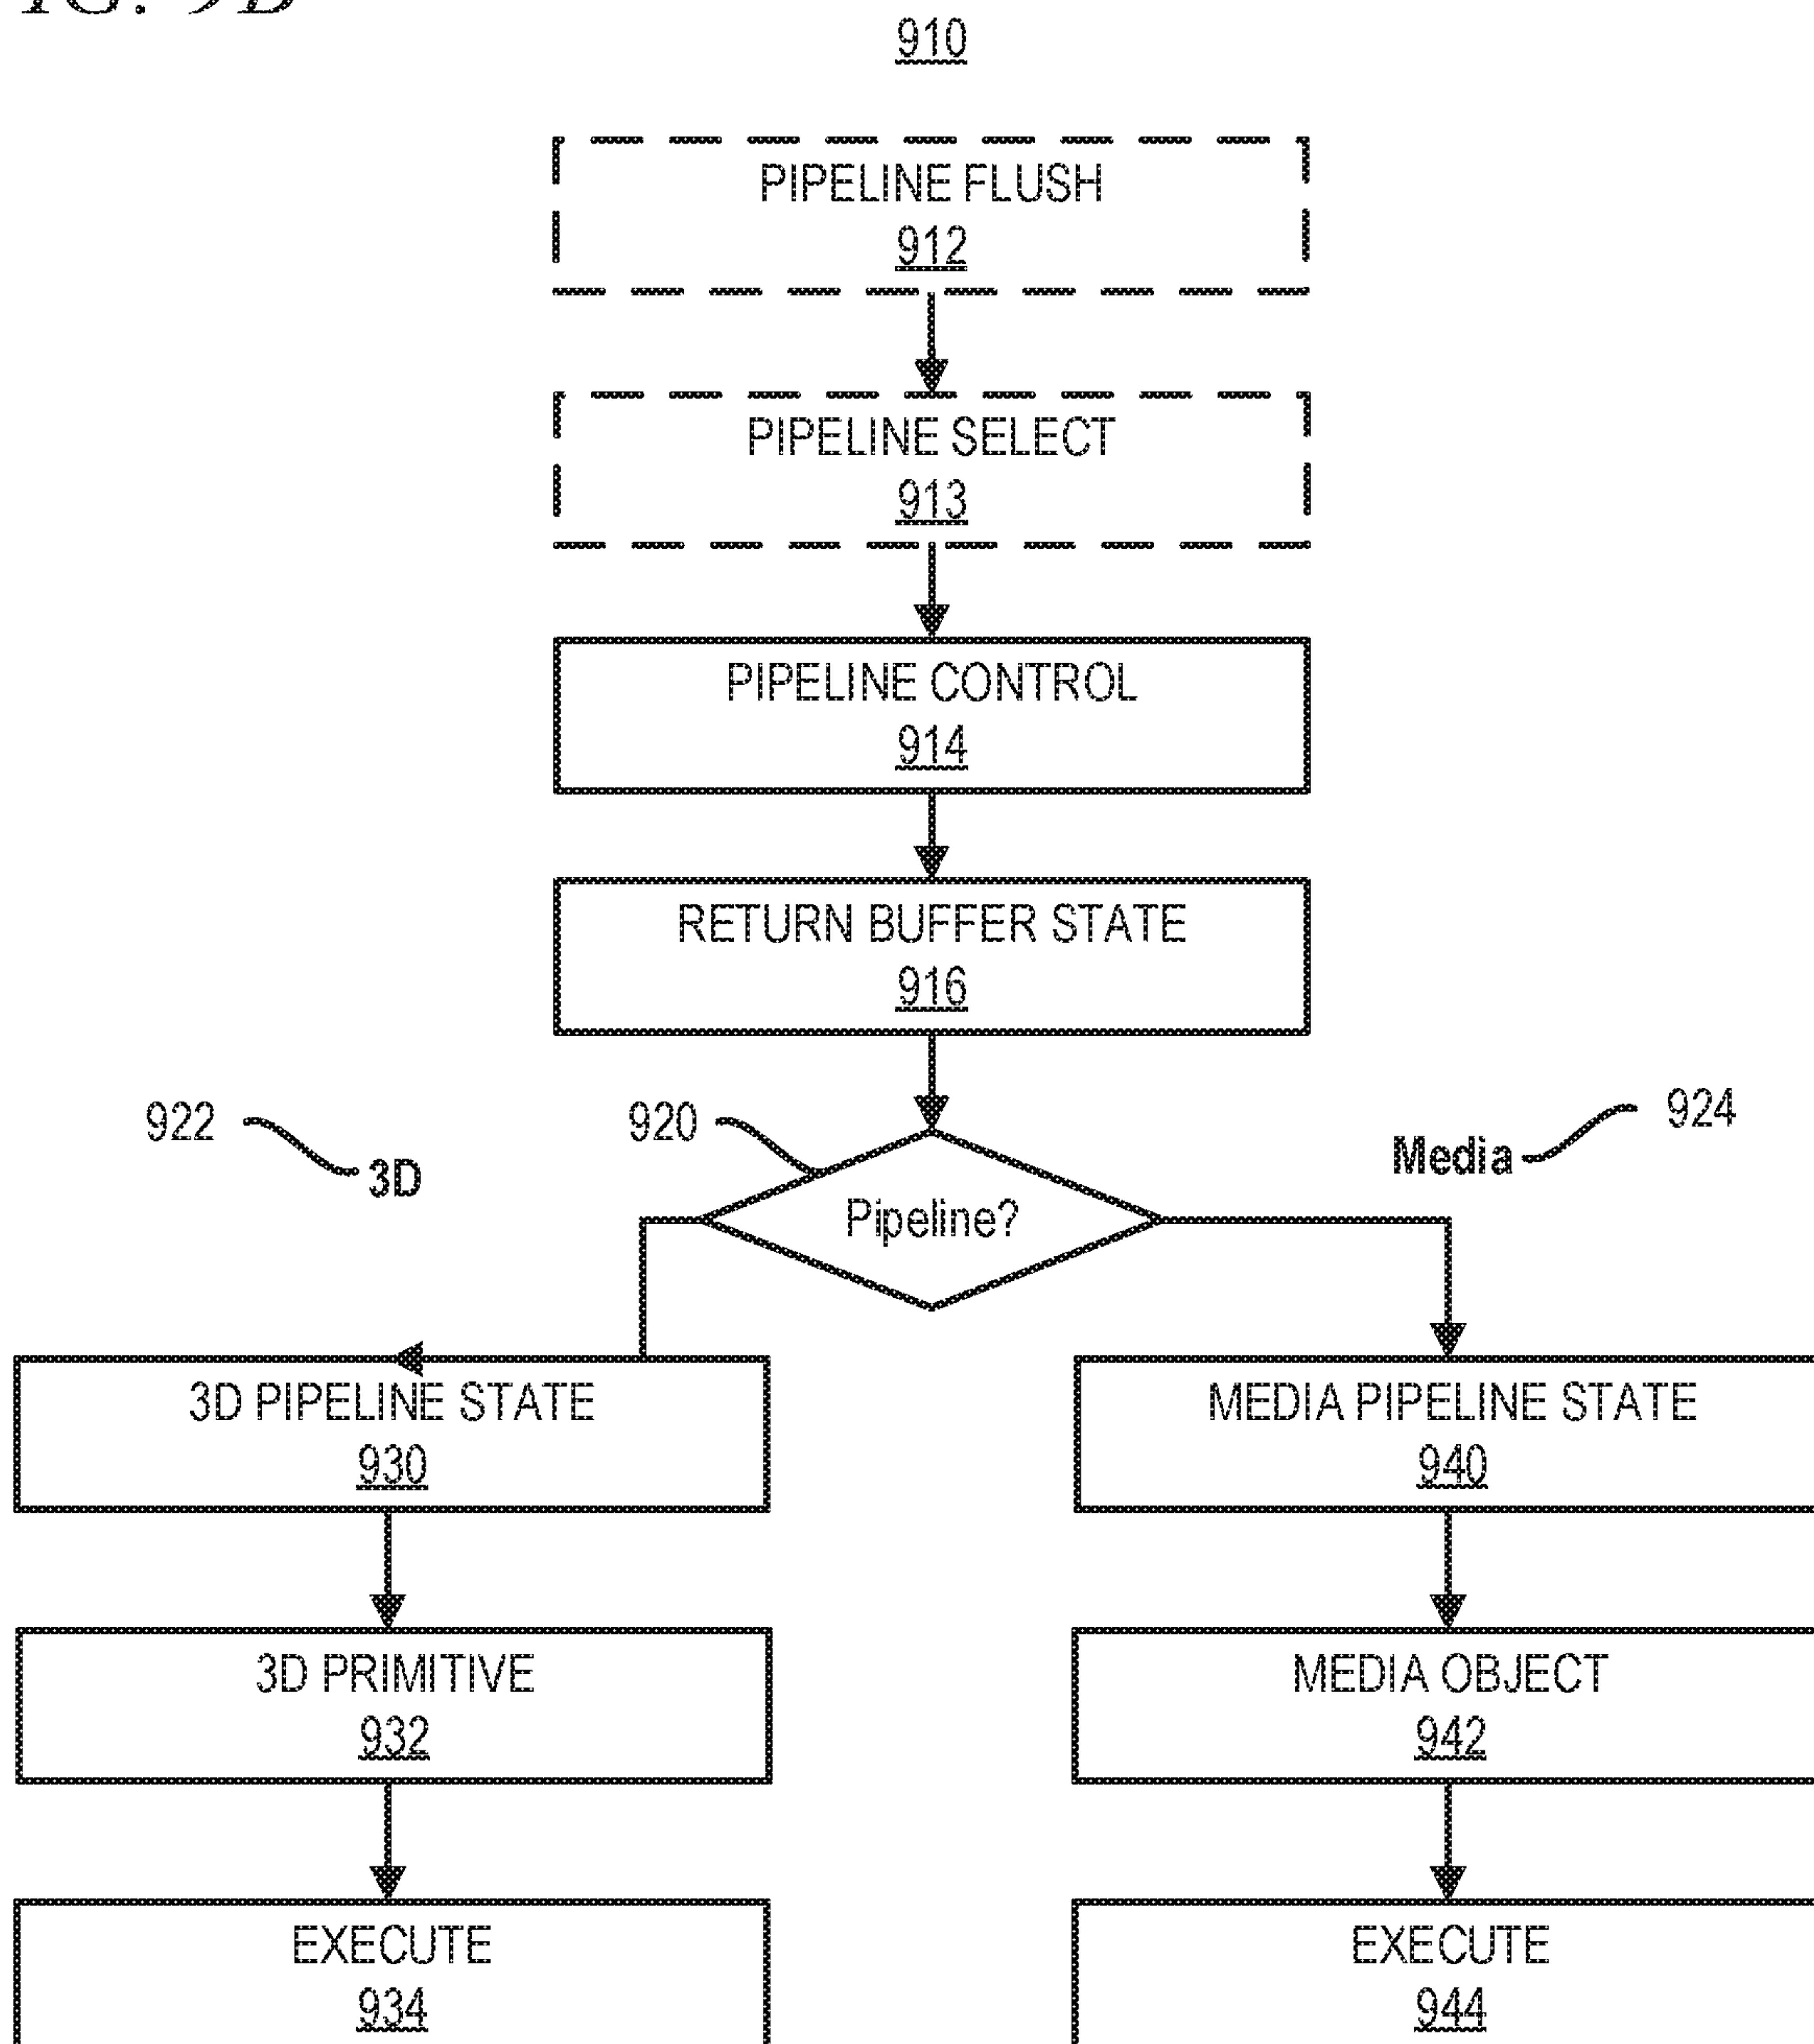 FIG. 9B
910
PIPELINE FLUSH
912
PIPELINE SELECT
913
PIPELINE CONTROL
914
RETURN BUFFER STATE
916
922
3D
920
Pipeline?
Media
924
3D PIPELINE STATE
930
MEDIA PIPELINE STATE
940
3D PRIMITIVE
932
MEDIA OBJECT
942
EXECUTE
934
EXECUTE
944